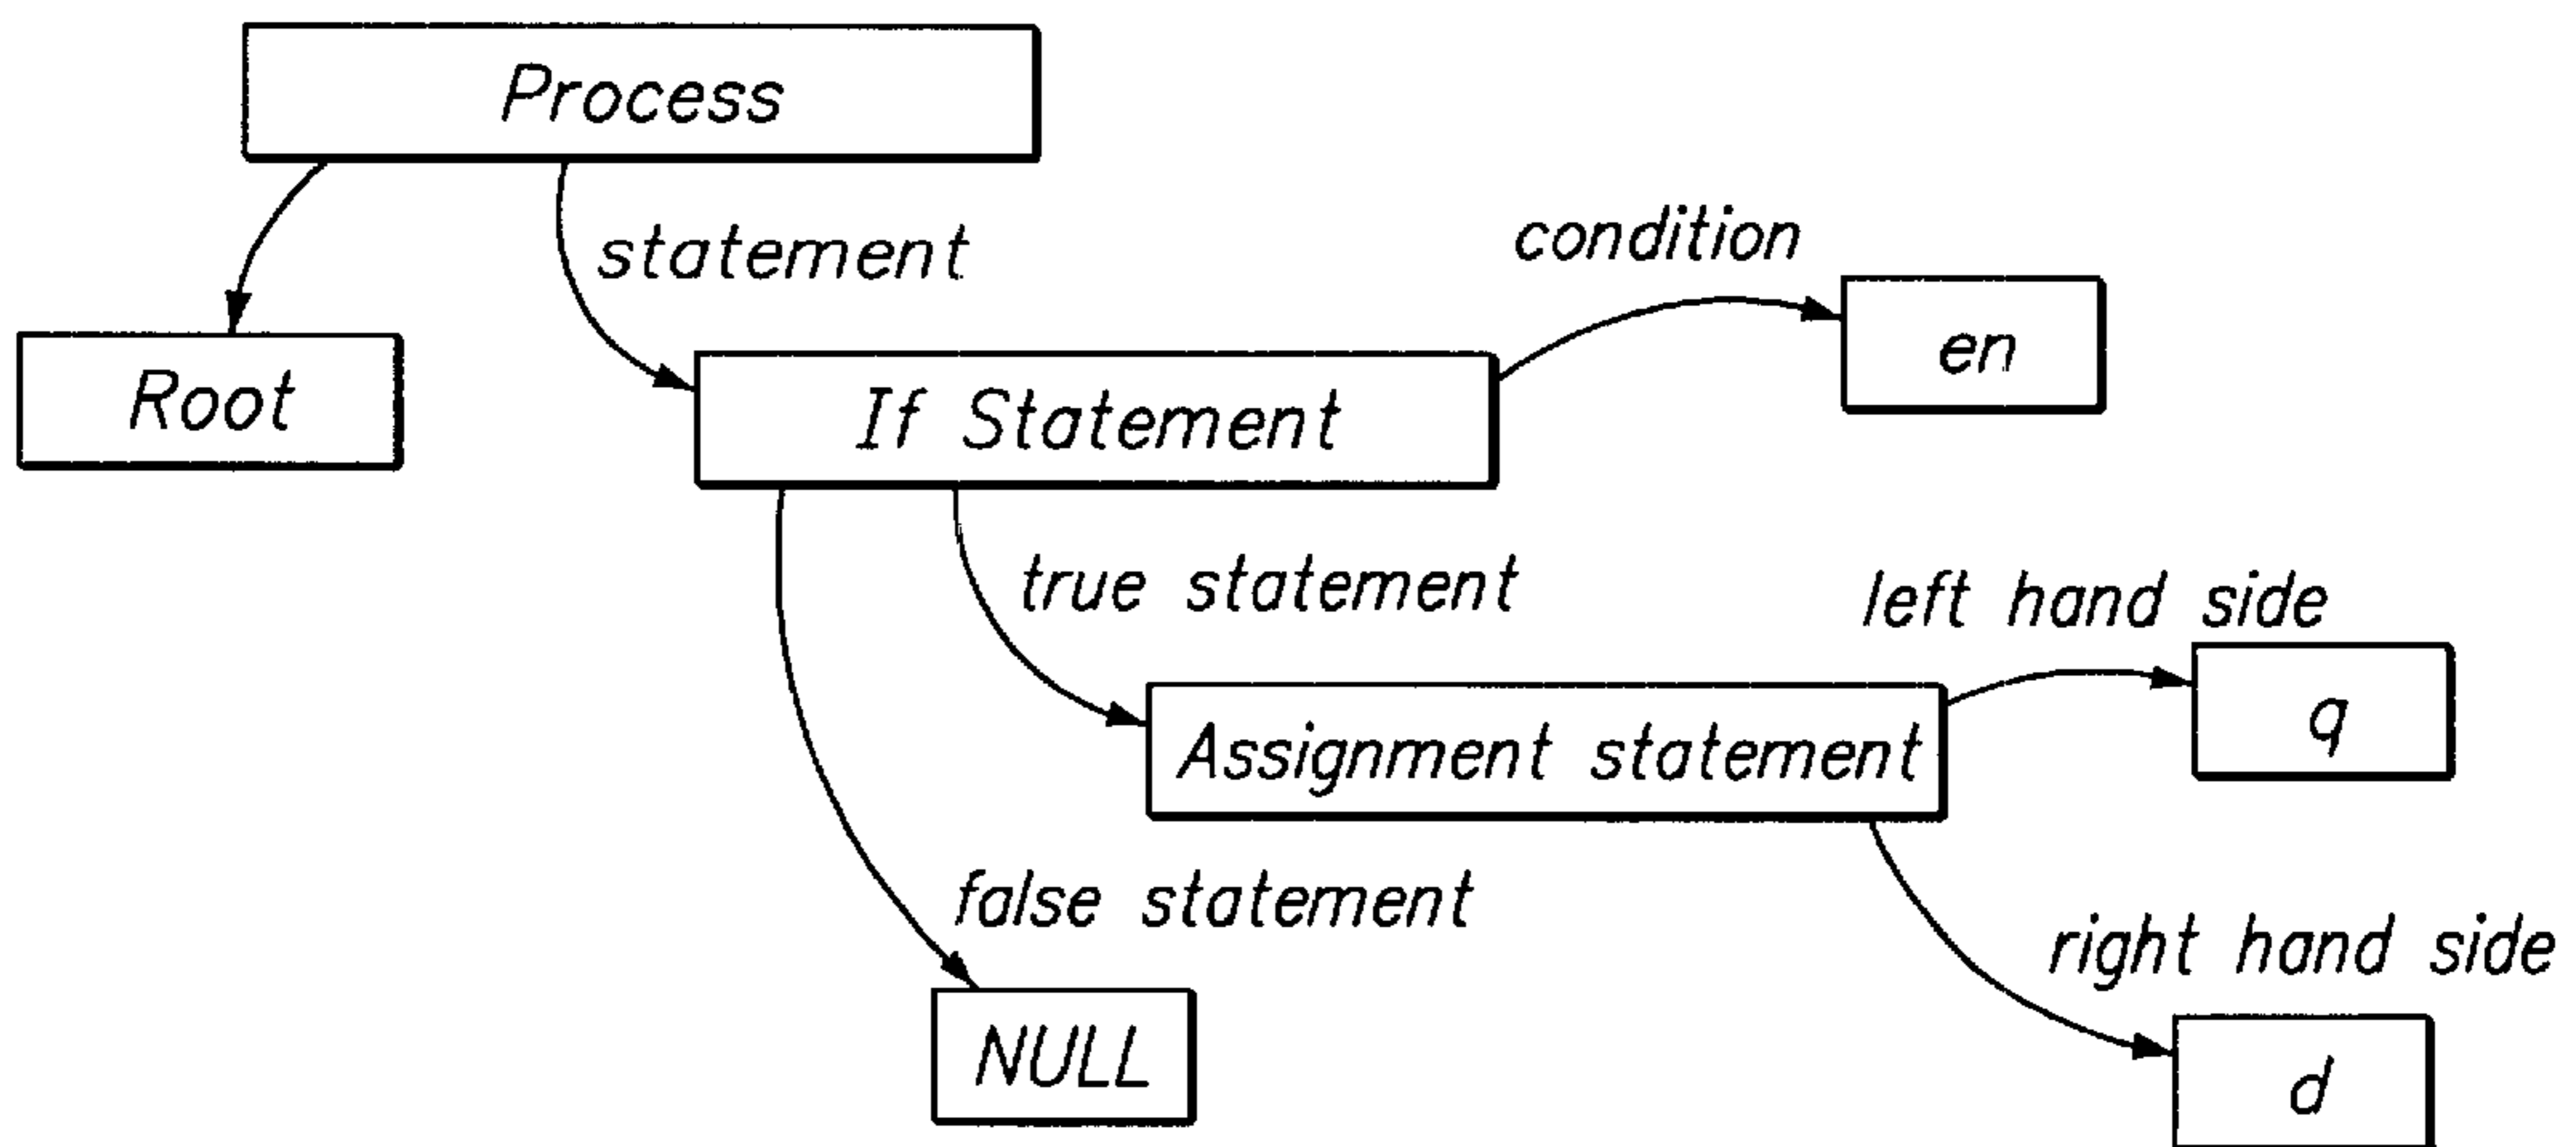 Process
statement
condition
en
Root
If Statement
true statement
left hand side
q
Assignment statement
false statement
right hand side
NULL
d